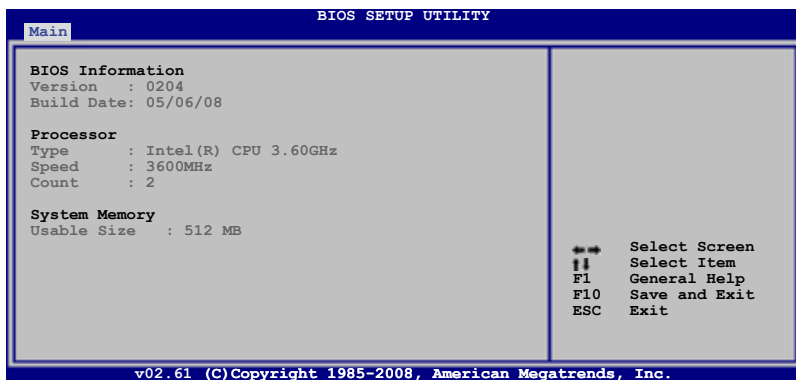 BIOS SETUP UTILITY
Main
BIOS Information
Version : 0204
Build Date: 05/06/08
Processor
Type : Intel(R) CPU 3.60GHz
Speed : 3600MHz
Count : 2
System Memory
Usable Size : 512 MB
←→ Select Screen
↑↓ Select Item
F1 General Help
F10 Save and Exit
ESC Exit
v02.61 (C)Copyright 1985-2008, American Megatrends, Inc.